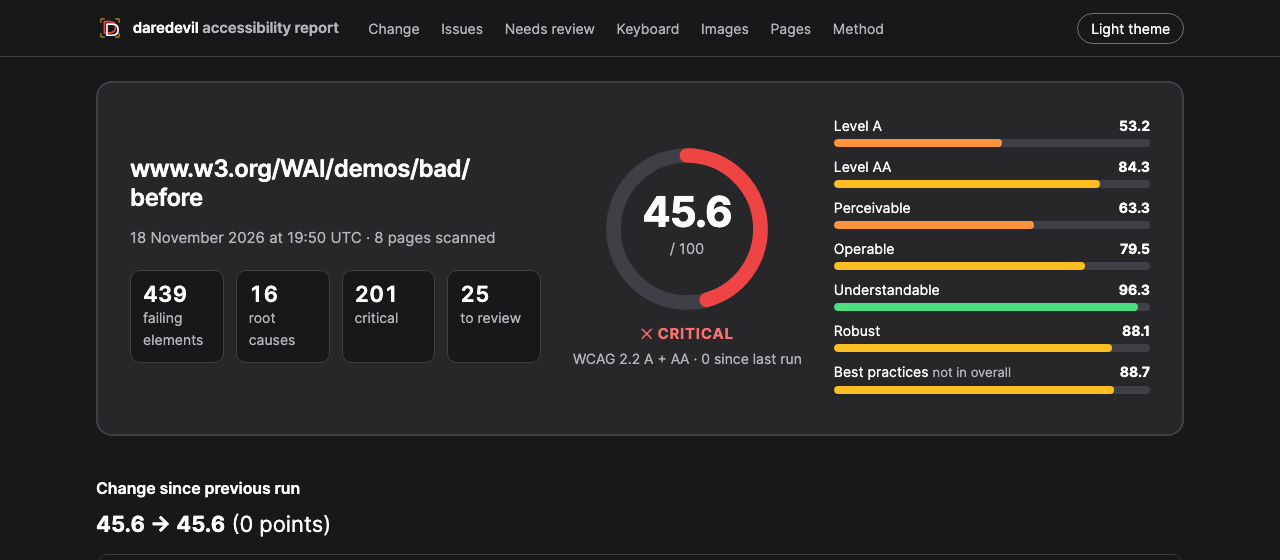 D daredevil accessibility report
Change
Issues
Needs review
Keyboard
Images
Pages
Method
Light theme
www.w3.org/WAI/demos/bad/
before
18 November 2026 at 19:50 UTC · 8 pages scanned
439
failing
elements
16
root
causes
201
critical
25
to review
45.6
/ 100
✕ CRITICAL
WCAG 2.2 A + AA · 0 since last run
Level A 53.2
Level AA 84.3
Perceivable 63.3
Operable 79.5
Understandable 96.3
Robust 88.1
Best practices not in overall 88.7
Change since previous run
45.6 → 45.6 (0 points)